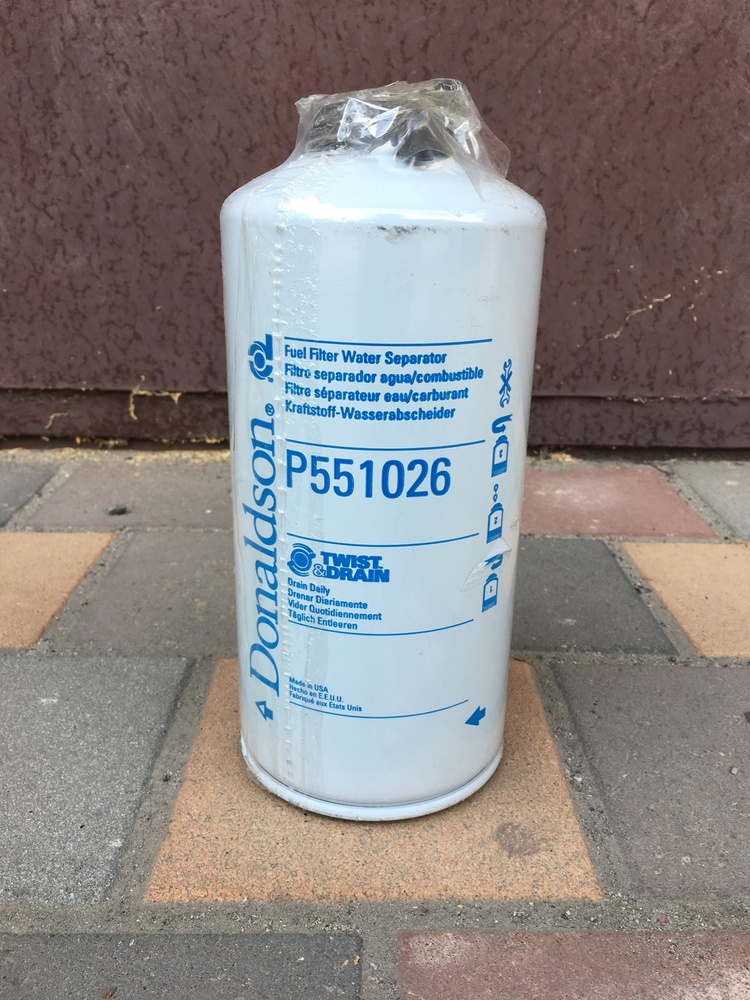 Donaldson®
Fuel Filter Water Separator
Filtro separador agua/combustible
Filtre séparateur eau/carburant
Kraftstoff-Wasserabscheider
P551026
TWIST
&DRAIN
Drain Daily
Drenar Diariamente
Vider Quotidiennement
Täglich Entleeren
Made in USA
Hecho en E.E.U.U.
Fabriqué aux Etats Unis